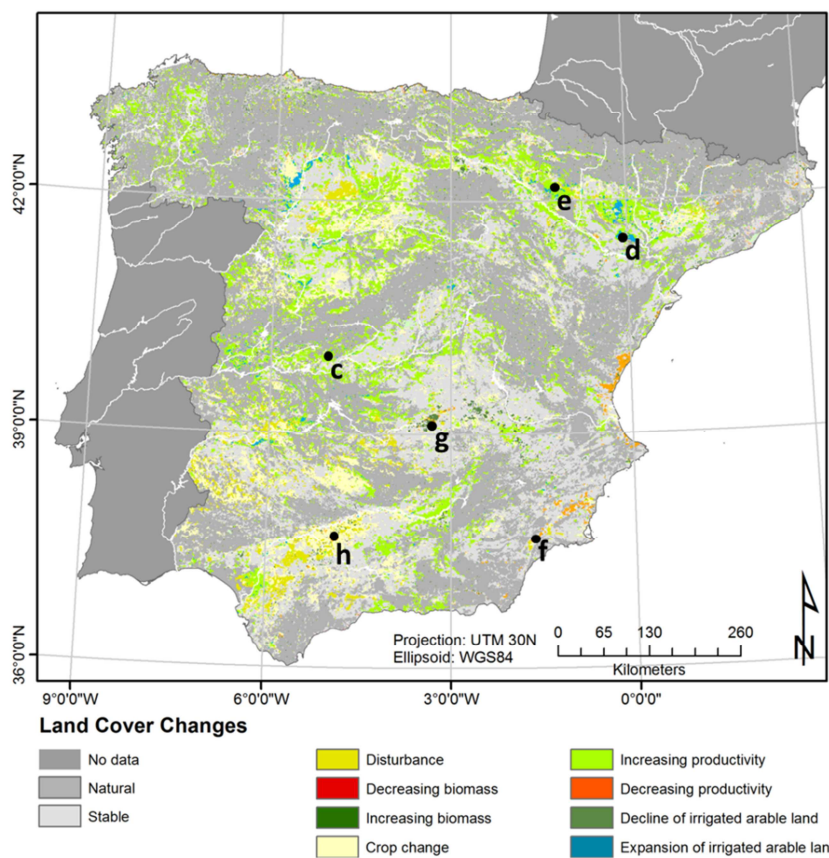 42°0'0"N
39°0'0"N
36°0'0"N
e
d
c
g
h
f
Projection: UTM 30N
Ellipsoid: WGS84
0 65 130 260
Kilometers
N
9°0'0"W 6°0'0"W 3°0'0"W 0°0'0"
Land Cover Changes
No data
Natural
Stable
Disturbance
Decreasing biomass
Increasing biomass
Crop change
Increasing productivity
Decreasing productivity
Decline of irrigated arable land
Expansion of irrigated arable lan